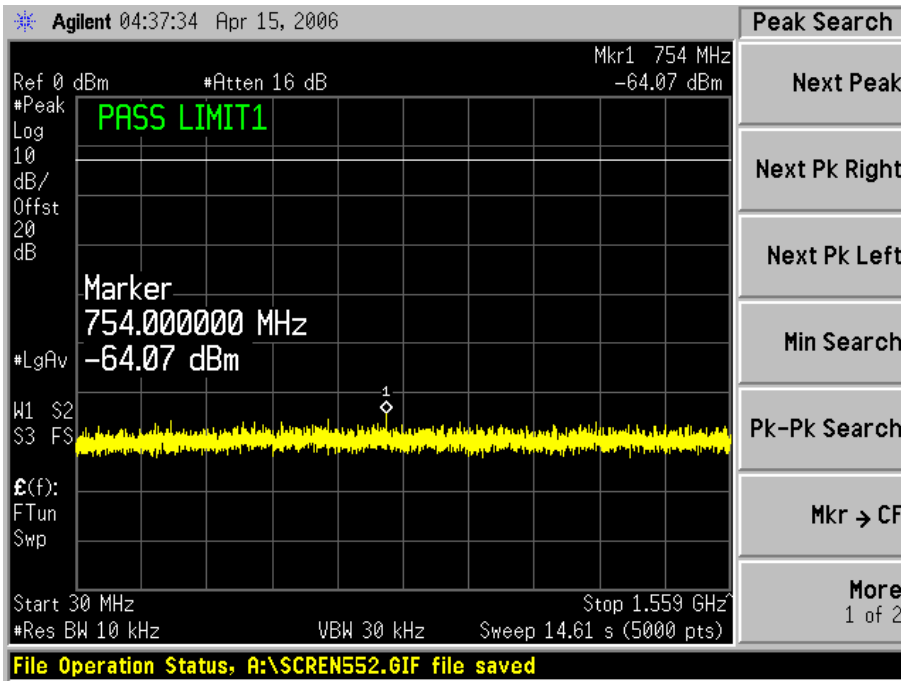 Agilent 04:37:34 Apr 15, 2006
Peak Search
Mkr1 754 MHz
Ref 0 dBm #Atten 16 dB -64.07 dBm
#Peak
Log
10
dB/
Offst
20
dB
PASS LIMIT1
Marker
754.000000 MHz
-64.07 dBm
#LgAv
1
W1 S2
S3 FS
£(f):
FTun
Swp
Start 30 MHz Stop 1.559 GHz^
#Res BW 10 kHz VBW 30 kHz Sweep 14.61 s (5000 pts)
File Operation Status, A:\SCREN552.GIF file saved
Next Peak
Next Pk Right
Next Pk Left
Min Search
Pk-Pk Search
Mkr → CF
More
1 of 2